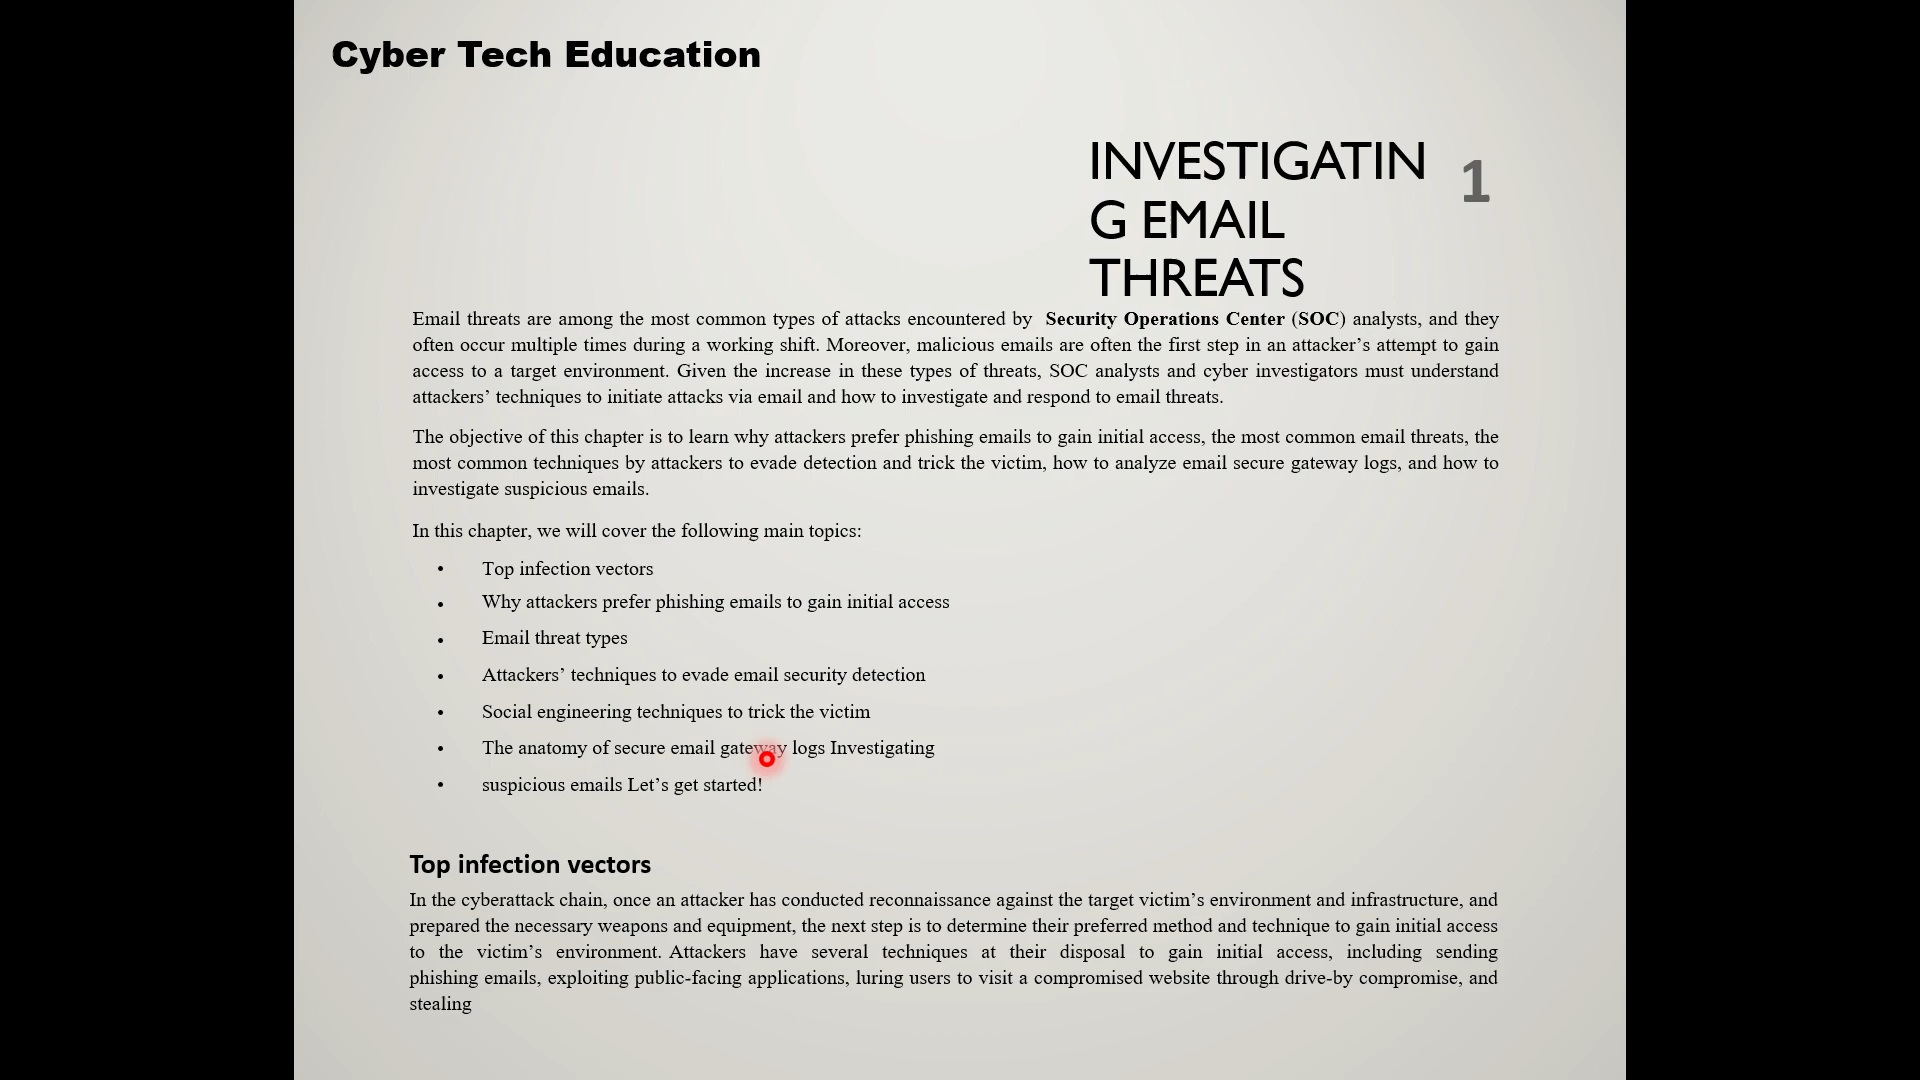 Cyber Tech Education
INVESTIGATIN
G EMAIL
THREATS
1
Email threats are among the most common types of attacks encountered by Security Operations Center (SOC) analysts, and they
often occur multiple times during a working shift. Moreover, malicious emails are often the first step in an attacker’s attempt to gain
access to a target environment. Given the increase in these types of threats, SOC analysts and cyber investigators must understand
attackers’ techniques to initiate attacks via email and how to investigate and respond to email threats.
The objective of this chapter is to learn why attackers prefer phishing emails to gain initial access, the most common email threats, the
most common techniques by attackers to evade detection and trick the victim, how to analyze email secure gateway logs, and how to
investigate suspicious emails.
In this chapter, we will cover the following main topics:
• Top infection vectors
• Why attackers prefer phishing emails to gain initial access
• Email threat types
• Attackers’ techniques to evade email security detection
• Social engineering techniques to trick the victim
• The anatomy of secure email gateway logs Investigating
• suspicious emails Let’s get started!
Top infection vectors
In the cyberattack chain, once an attacker has conducted reconnaissance against the target victim’s environment and infrastructure, and
prepared the necessary weapons and equipment, the next step is to determine their preferred method and technique to gain initial access
to the victim’s environment. Attackers have several techniques at their disposal to gain initial access, including sending
phishing emails, exploiting public-facing applications, luring users to visit a compromised website through drive-by compromise, and
stealing